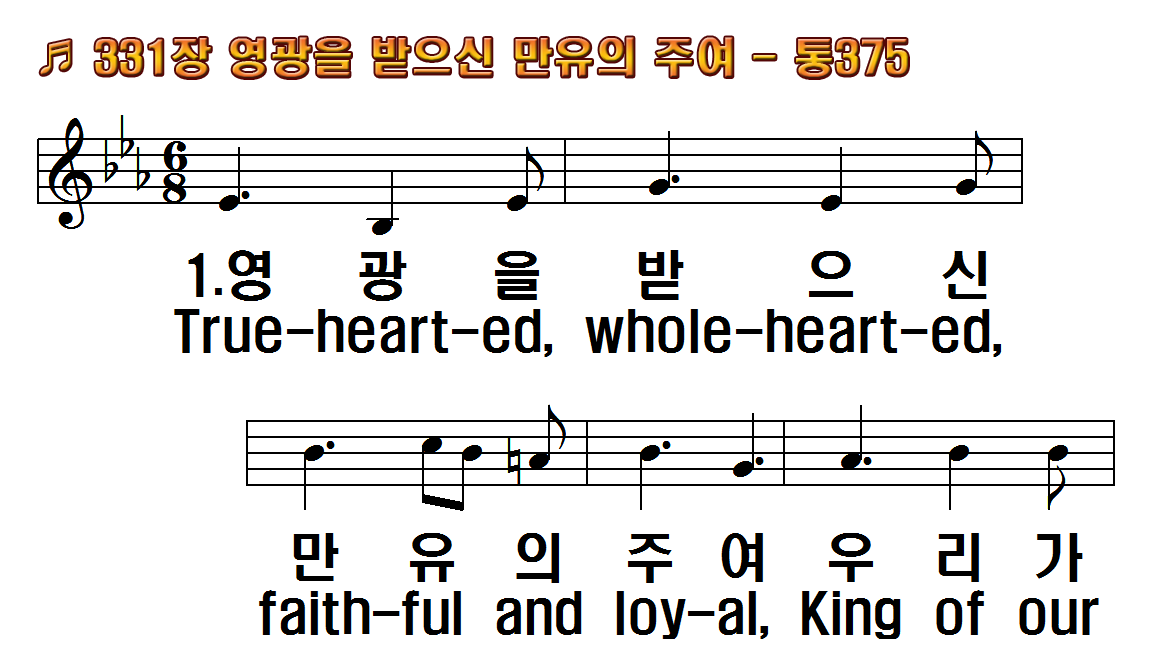 ♬ 331장 영광을 받으신 만유의 주여 - 통375
6
8
1.영 광 을 받 으 신
True-heart-ed, whole-heart-ed,
만 유 의 주 여 우 리 가
faith-ful and loy-al, King of our